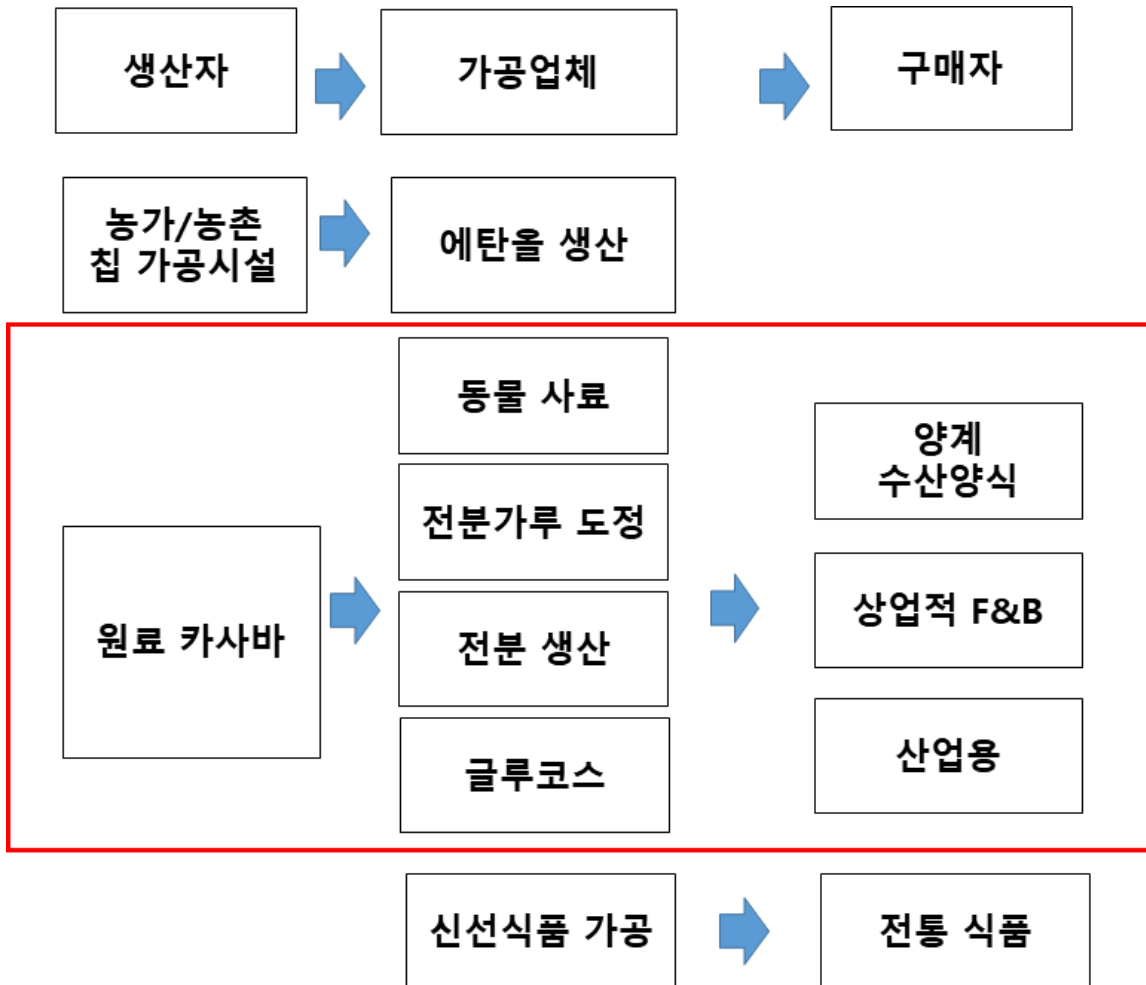 생산자
가공업체
구매자
농가/농촌
칩 가공시설
에탄올 생산
원료 카사바
동물 사료
전분가루 도정
전분 생산
글루코스
양계
수산양식
상업적 F&B
산업용
신선식품 가공
전통 식품